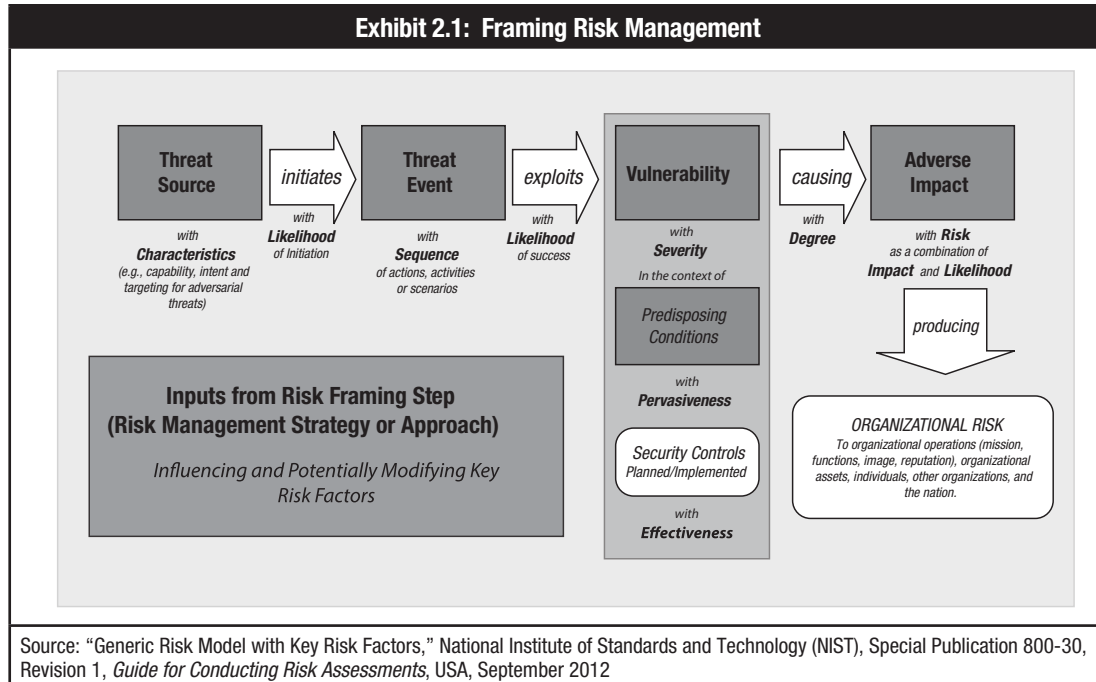 Exhibit 2.1: Framing Risk Management
Threat
Source
with
Characteristics
(e.g., capability, intent and
targeting for adversarial
threats)
initiates
with
Likelihood
of Initiation
Threat
Event
with
Sequence
of actions, activities
or scenarios
exploits
with
Likelihood
of success
Vulnerability
with
Severity
In the context of
Predisposing
Conditions
with
Pervasiveness
Security Controls
Planned/Implemented
with
Effectiveness
causing
with
Degree
Adverse
Impact
with Risk
as a combination of
Impact and Likelihood
producing
ORGANIZATIONAL RISK
To organizational operations (mission,
functions, image, reputation), organizational
assets, individuals, other organizations, and
the nation.
Inputs from Risk Framing Step
(Risk Management Strategy or Approach)
Influencing and Potentially Modifying Key
Risk Factors
Source: “Generic Risk Model with Key Risk Factors,” National Institute of Standards and Technology (NIST), Special Publication 800-30,
Revision 1, Guide for Conducting Risk Assessments, USA, September 2012